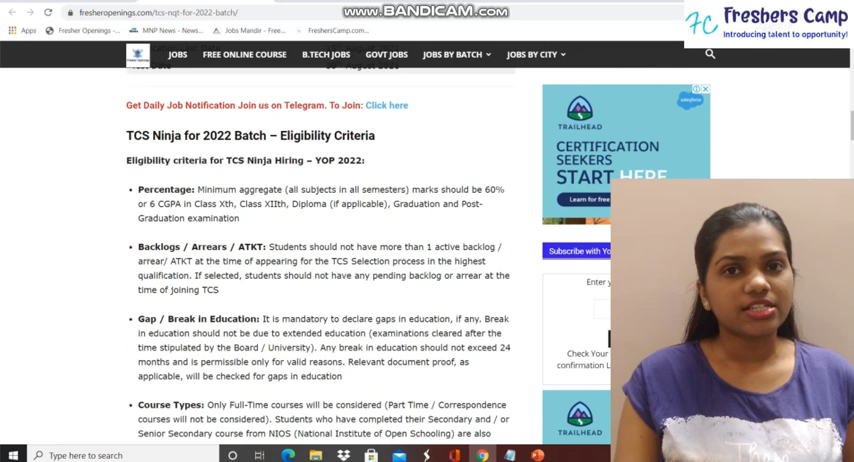 www.BANDICAM.com
Freshers Camp
Introducing talent to opportunity!
FC
fresheropenings.com/tcs-nqt-for-2022-batch/
Apps
Fresher Openings -...
MNP News - News...
Jobs Mandir - Free...
FreshersCamp.com...
JOBS
FREE ONLINE COURSE
B.TECH JOBS
GOVT JOBS
JOBS BY BATCH
JOBS BY CITY
Get Daily Job Notification Join us on Telegram. To Join: Click here
TCS Ninja for 2022 Batch – Eligibility Criteria
Eligibility criteria for TCS Ninja Hiring – YOP 2022:
Percentage: Minimum aggregate (all subjects in all semesters) marks should be 60%
or 6 CGPA in Class Xth, Class XIIth, Diploma (if applicable), Graduation and Post-
Graduation examination
Backlogs / Arrears / ATKT: Students should not have more than 1 active backlog /
arrear/ ATKT at the time of appearing for the TCS Selection process in the highest
qualification. If selected, students should not have any pending backlog or arrear at the
time of joining TCS
Gap / Break in Education: It is mandatory to declare gaps in education, if any. Break
in education should not be due to extended education (examinations cleared after the
time stipulated by the Board / University). Any break in education should not exceed 24
months and is permissible only for valid reasons. Relevant document proof, as
applicable, will be checked for gaps in education
Course Types: Only Full-Time courses will be considered (Part Time / Correspondence
courses will not be considered). Students who have completed their Secondary and / or
Senior Secondary course from NIOS (National Institute of Open Schooling) are also
salesforce
TRAILHEAD
CERTIFICATION
SEEKERS
START HERE
Learn for free
Subscribe with Yo
Enter y
Check Your
confirmation L
TRAILHEAD
Type here to search